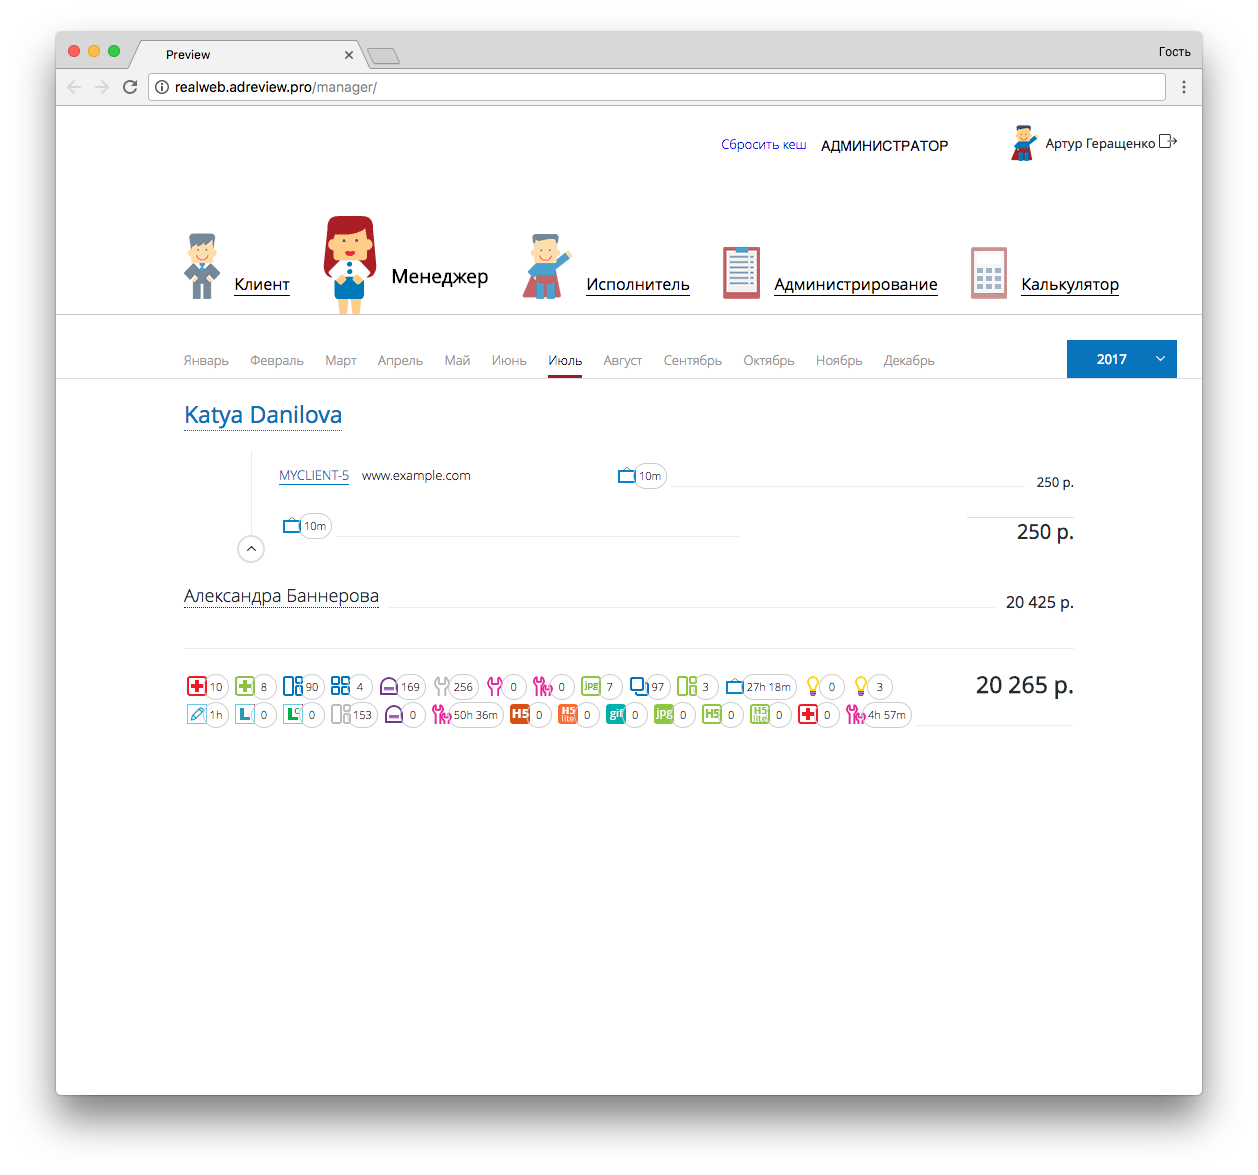 Preview
Гость
realweb.adreview.pro/manager/
Сбросить кеш АДМИНИСТРАТОР Артур Геращенко
Клиент Менеджер Исполнитель Администрирование Калькулятор
Январь Февраль Март Апрель Май Июнь Июль Август Сентябрь Октябрь Ноябрь Декабрь 2017
Katya Danilova
MYCLIENT-5 www.example.com 10m 250 р.
10m 250 р.
Александра Баннерова 20 425 р.
10 8 90 4 169 256 0 0 jpg 7 97 3 27h 18m 0 3 20 265 р.
1h L 0 LC 0 153 0 50h 36m H5 0 H5 lite 0 gif 0 jpg 0 H5 0 H5 lite 0 0 4h 57m